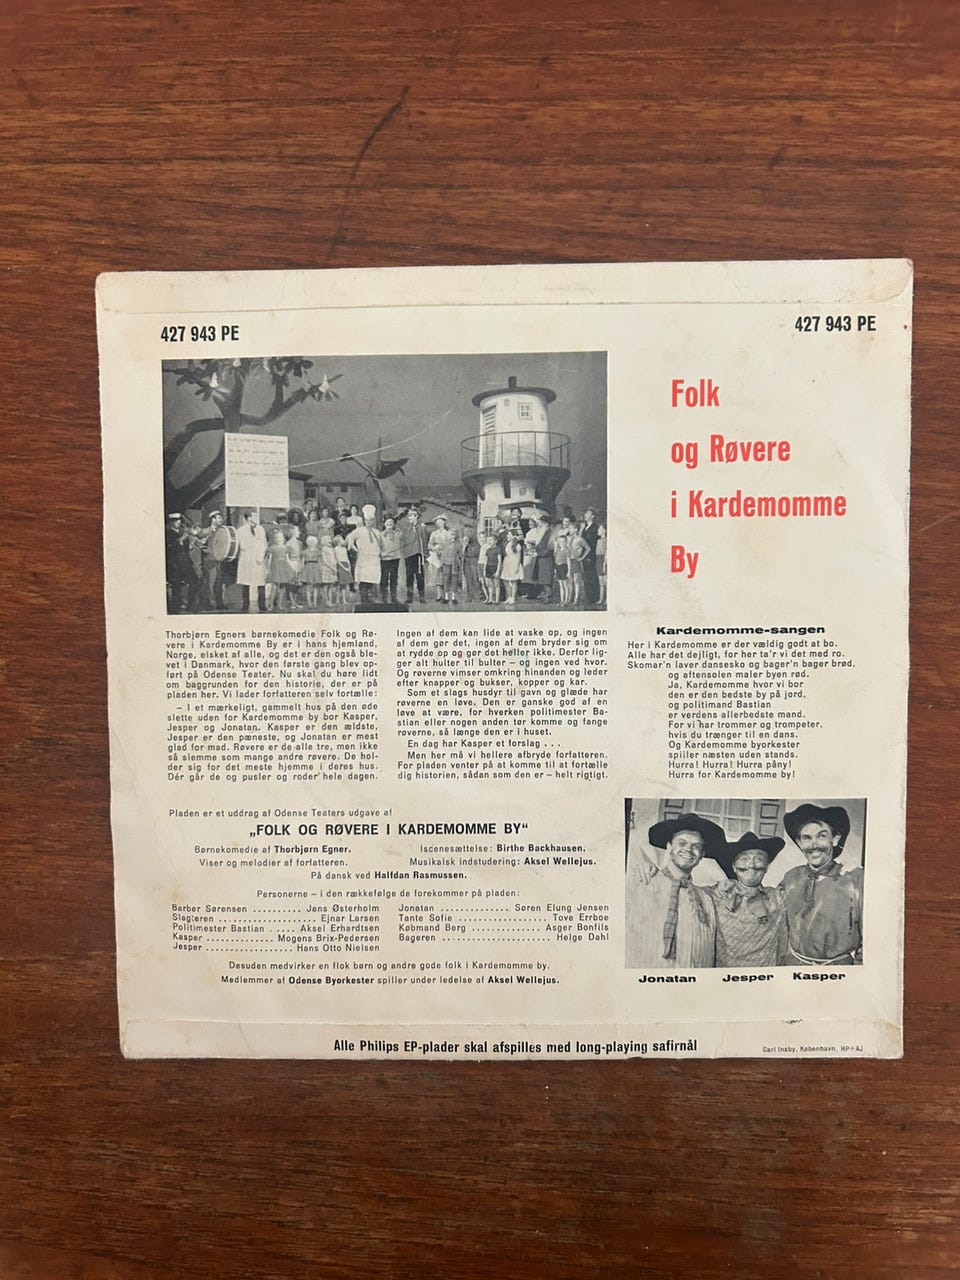 427 943 PE
427 943 PE
Folk
og Røvere
i Kardemomme
By
Thorbjørn Egners børnekomedie Folk og Rø-
vere i Kardemomme By er i hans hjemland,
Norge, elsket af alle, og det er den også ble-
vet i Danmark, hvor den første gang blev op-
ført på Odense Teater. Nu skal du høre lidt
om baggrunden for den historie, der er på
pladen her. Vi lader forfatteren selv fortælle:
– I et mærkeligt, gammelt hus på den øde
slette uden for Kardemomme by bor Kasper,
Jesper og Jonatan. Kasper er den ældste,
Jesper er den pæneste, og Jonatan er mest
glad for mad. Røvere er de alle tre, men ikke
så slemme som mange andre røvere. De hol-
der sig for det meste hjemme i deres hus.
Dér går de og pusler og roder hele dagen.
Ingen af dem kan lide at vaske op, og ingen
af dem gør det, ingen af dem bryder sig om
at rydde op og gør det heller ikke. Derfor lig-
ger alt hulter til bulter – og ingen ved hvor.
Og røverne vimser omkring hinanden og leder
efter knapper og bukser, kopper og kar.
Som et slags husdyr til gavn og glæde har
røverne en løve. Den er ganske god af en
løve at være, for hverken politimester Ba-
stian eller nogen anden tør komme og fange
røverne, så længe den er i huset.
En dag har Kasper et forslag . . .
Men her må vi hellere afbryde forfatteren.
For pladen venter på at komme til at fortælle
dig historien, sådan som den er – helt rigtigt.
Kardemomme-sangen
Her i Kardemomme er der vældig godt at bo.
Alle har det dejligt, for her ta'r vi det med ro.
Skomar'n laver dansesko og bager'n bager brød,
og aftensolen maler byen rød.
Ja, Kardemomme hvor vi bor
der er den bedste by på jord,
og politimand Bastian
er verdens allerbedste mand.
For vi har trommer og trompeter,
hvis du trænger til en dans.
Og Kardemomme byorkester
spiller næsten uden stands.
Hurra! Hurra! Hurra påny!
Hurra for Kardemomme by!
Pladen er et uddrag af Odense Teaters udgave af
„FOLK OG RØVERE I KARDEMOMME BY“
Børnekomedie af Thorbjørn Egner.
Iscenesættelse: Birthe Backhausen.
Viser og melodier af forfatteren.
Musikalsk indstudering: Aksel Wellejus.
På dansk ved Halfdan Rasmussen.
Personerne – i den rækkefølge de forekommer på pladen:
Barber Sørensen .......... Jens Østerholm
Slagteren .................... Ejnar Larsen
Politimester Bastian ..... Aksel Erhardtsen
Kasper .............. Mogens Brix-Pedersen
Jesper ................. Hans Otto Nielsen
Jonatan .............. Søren Elung Jensen
Tante Sofie .................. Tove Errboe
Købmand Berg .............. Asger Bonfils
Bageren ...................... Helge Dahl
Desuden medvirker en flok børn og andre gode folk i Kardemomme by.
Medlemmer af Odense Byorkester spiller under ledelse af Aksel Wellejus.
Jonatan Jesper Kasper
Alle Philips EP-plader skal afspilles med long-playing safirnål
Carl Insby, København. HP+AJ